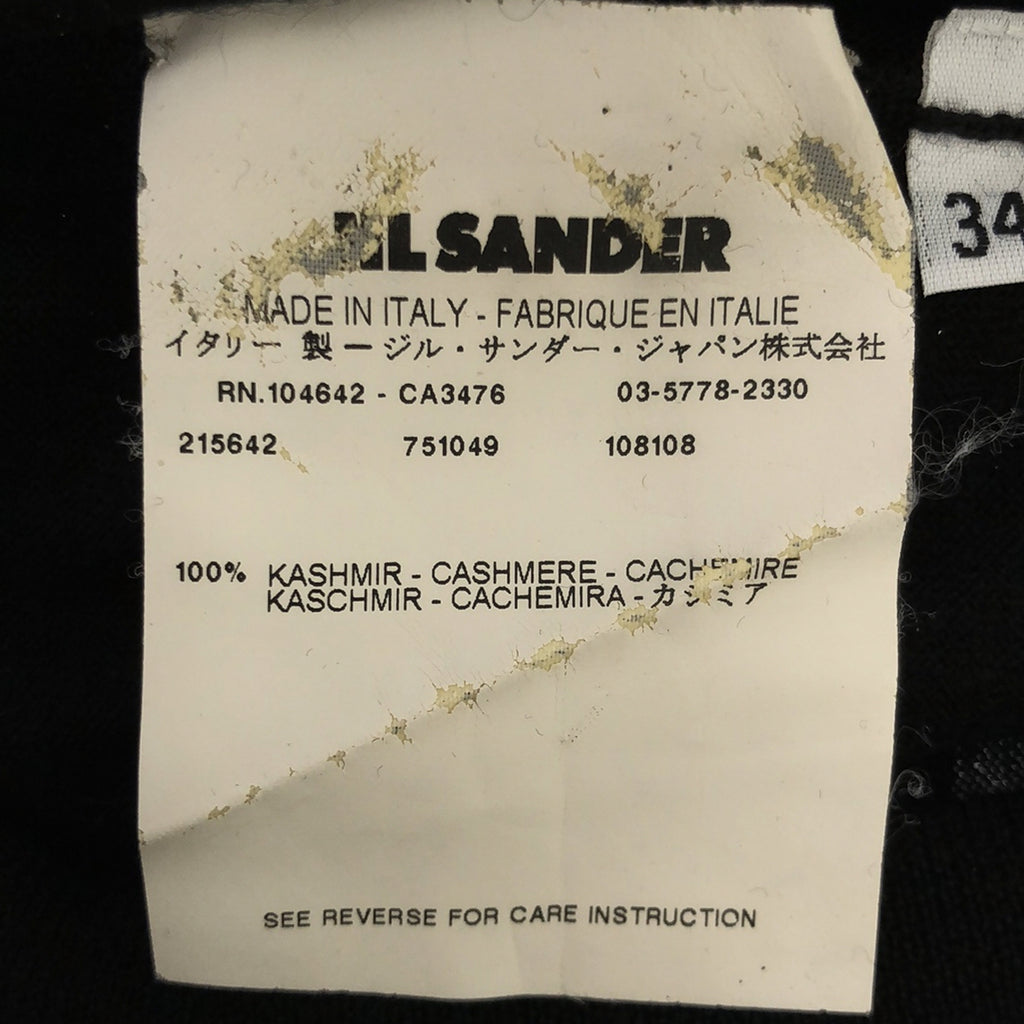 JIL SANDER
MADE IN ITALY - FABRIQUE EN ITALIE
イタリー 製 ー ジル・サンダー・ジャパン株式会社
RN.104642 - CA3476 03-5778-2330
215642 751049 108108
100% KASHMIR - CASHMERE - CACHEMIRE
KASCHMIR - CACHEMIRA - カシミア
SEE REVERSE FOR CARE INSTRUCTION
34